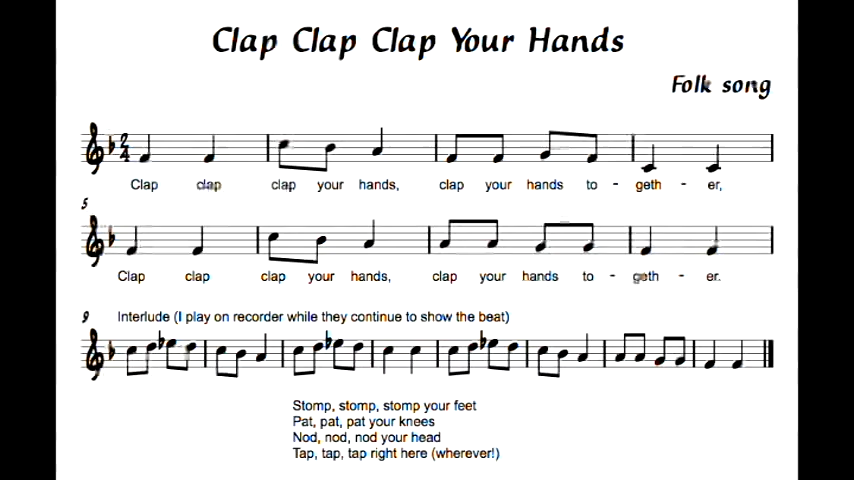 Clap Clap Clap Your Hands
Folk song
2
4
Clap clap clap your hands, clap your hands to - geth - er,
5
Clap clap clap your hands, clap your hands to - geth - er.
9 Interlude (I play on recorder while they continue to show the beat)
Stomp, stomp, stomp your feet
Pat, pat, pat your knees
Nod, nod, nod your head
Tap, tap, tap right here (wherever!)